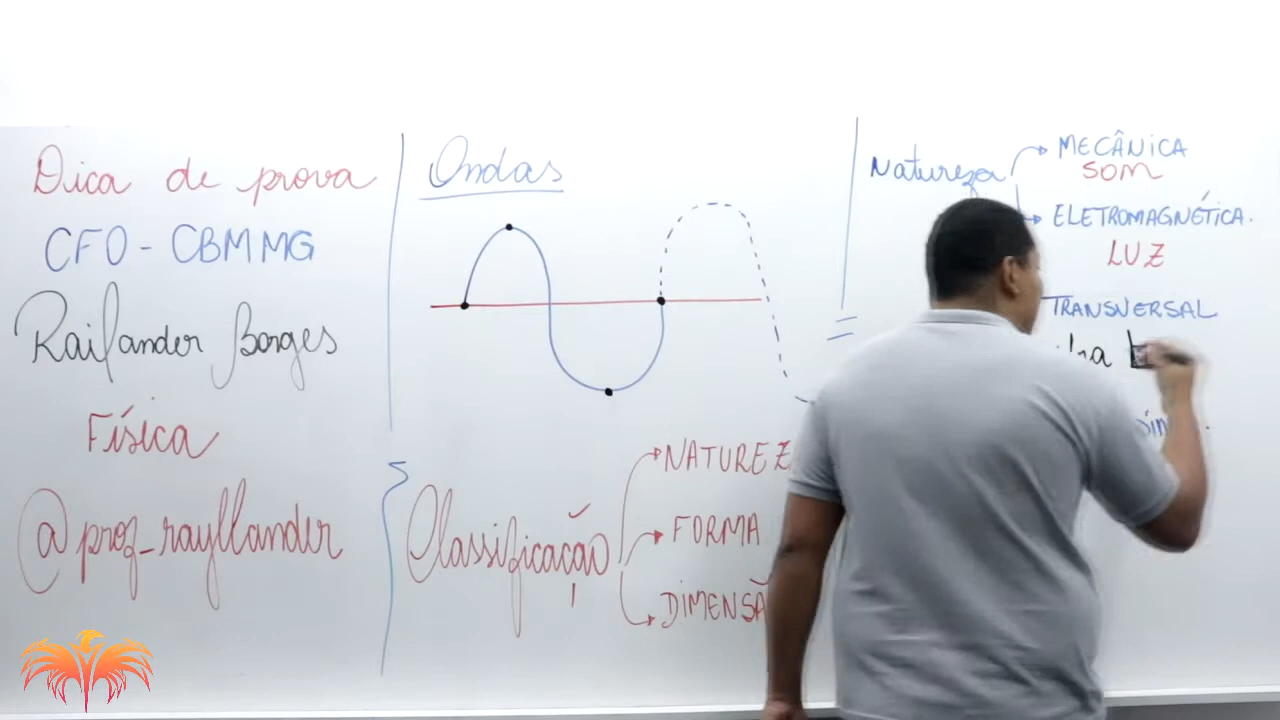 Dica de prova
CFO - CBMMG
Railander Borges
Física
@prof_rayllander
Ondas
Classificação
NATUREZ
FORMA
DIMENSÃ
Natureza
MECÂNICA
SOM
ELETROMAGNÉTICA.
LUZ
TRANSVERSAL